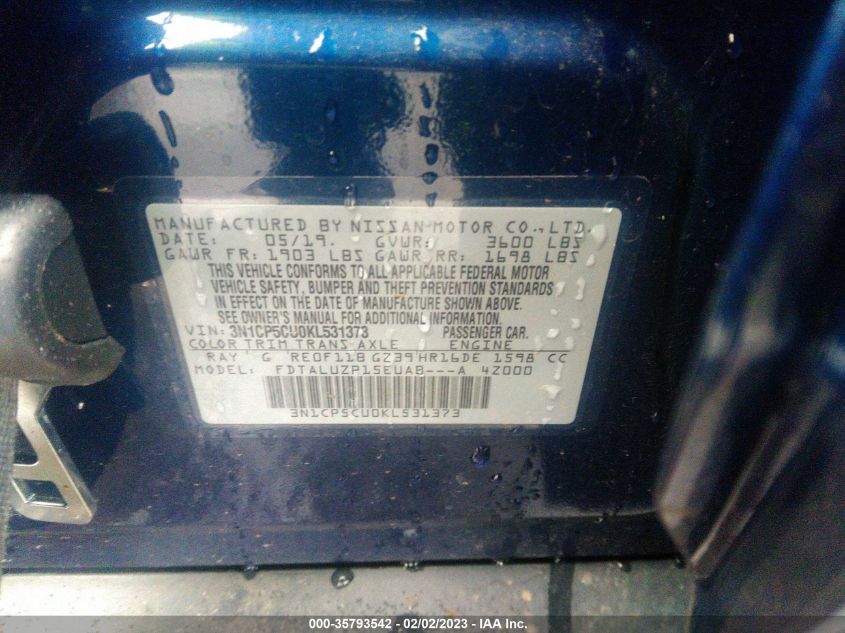 MANUFACTURED BY NISSAN MOTOR CO., LTD.
DATE: 05/19. GVWR: 3600 LBS
GAWR FR: 1903 LBS GAWR RR: 1698 LBS
THIS VEHICLE CONFORMS TO ALL APPLICABLE FEDERAL MOTOR
VEHICLE SAFETY, BUMPER AND THEFT PREVENTION STANDARDS
IN EFFECT ON THE DATE OF MANUFACTURE SHOWN ABOVE.
SEE OWNER'S MANUAL FOR ADDITIONAL INFORMATION.
VIN: 3N1CP5CU0KL531373 PASSENGER CAR.
COLOR TRIM TRANS AXLE ENGINE
RAY G RE0F11B GZ39 HR16DE 1598 CC
MODEL: FDTALUZP15EUAB---A 4Z000
3N1CP5CU0KL531373
000-35793542 - 02/02/2023 - IAA Inc.